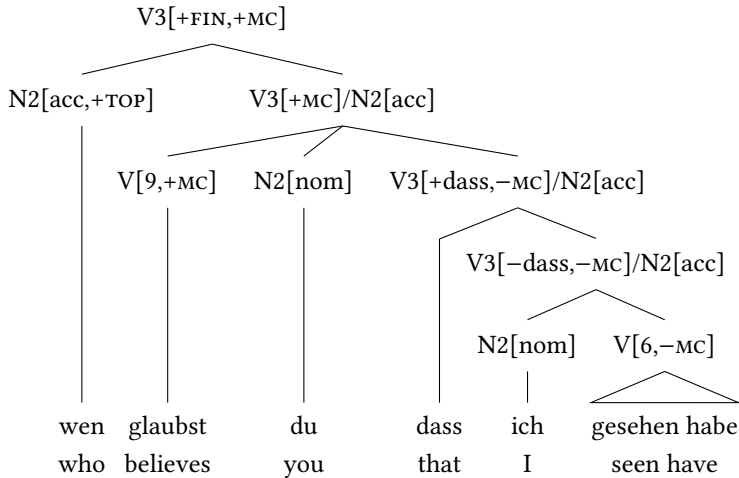 V3[+FIN,+MC]
N2[acc,+TOP] V3[+MC]/N2[acc]
V[9,+MC] N2[nom] V3[+dass,−MC]/N2[acc]
V3[−dass,−MC]/N2[acc]
N2[nom] V[6,−MC]
wen glaubst du dass ich gesehen habe
who believes you that I seen have